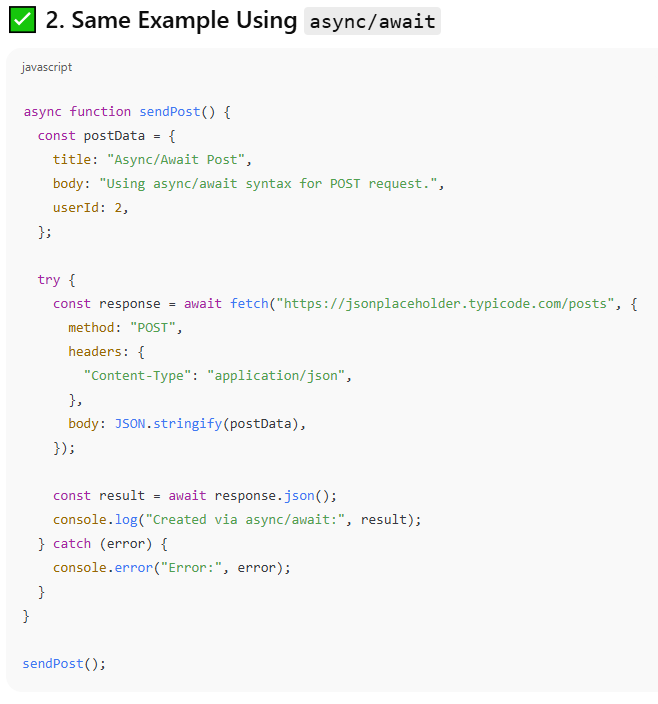 ✅ 2. Same Example Using async/await
javascript
async function sendPost() {
  const postData = {
    title: "Async/Await Post",
    body: "Using async/await syntax for POST request.",
    userId: 2,
  };
  try {
    const response = await fetch("https://jsonplaceholder.typicode.com/posts", {
      method: "POST",
      headers: {
        "Content-Type": "application/json",
      },
      body: JSON.stringify(postData),
    });
    const result = await response.json();
    console.log("Created via async/await:", result);
  } catch (error) {
    console.error("Error:", error);
  }
}
sendPost();